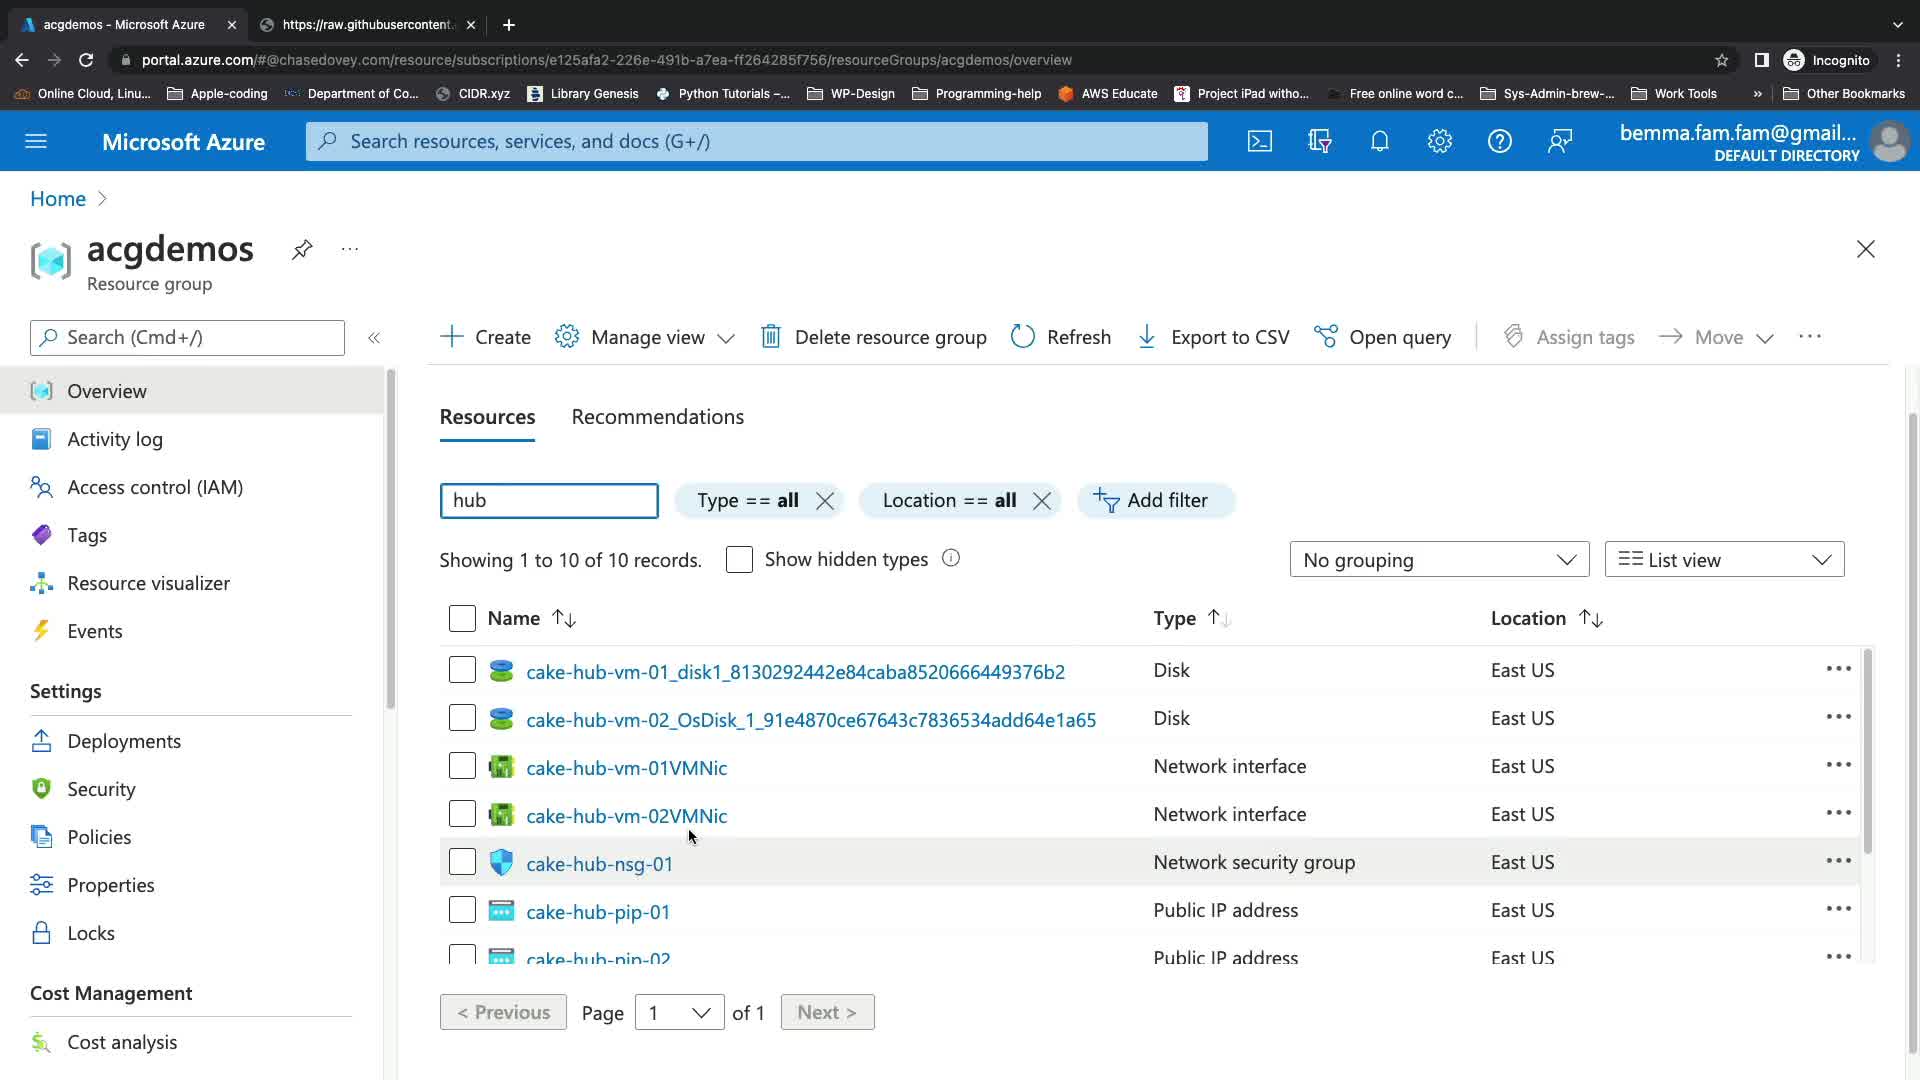 acgdemos - Microsoft Azure
https://raw.githubusercontent.
portal.azure.com/#@chasedovey.com/resource/subscriptions/e125afa2-226e-491b-a7ea-ff264285f756/resourceGroups/acgdemos/overview
Incognito
Online Cloud, Linu... Apple-coding Department of Co... CIDR.xyz Library Genesis Python Tutorials –... WP-Design Programming-help AWS Educate Project iPad witho... Free online word c... Sys-Admin-brew-... Work Tools » Other Bookmarks
Microsoft Azure
Search resources, services, and docs (G+/)
bemma.fam.fam@gmail...
DEFAULT DIRECTORY
Home >
acgdemos
...
Resource group
Search (Cmd+/)
«
Create Manage view Delete resource group Refresh Export to CSV Open query Assign tags Move ...
Overview
Activity log
Access control (IAM)
Tags
Resource visualizer
Events
Settings
Deployments
Security
Policies
Properties
Locks
Cost Management
Cost analysis
Resources Recommendations
hub
Type == all
Location == all
Add filter
Showing 1 to 10 of 10 records.
Show hidden types
No grouping
List view
Name Type Location
cake-hub-vm-01_disk1_8130292442e84caba8520666449376b2 Disk East US
cake-hub-vm-02_OsDisk_1_91e4870ce67643c7836534add64e1a65 Disk East US
cake-hub-vm-01VMNic Network interface East US
cake-hub-vm-02VMNic Network interface East US
cake-hub-nsg-01 Network security group East US
cake-hub-pip-01 Public IP address East US
cake-hub-pip-02 Public IP address East US
< Previous Page 1 of 1 Next >